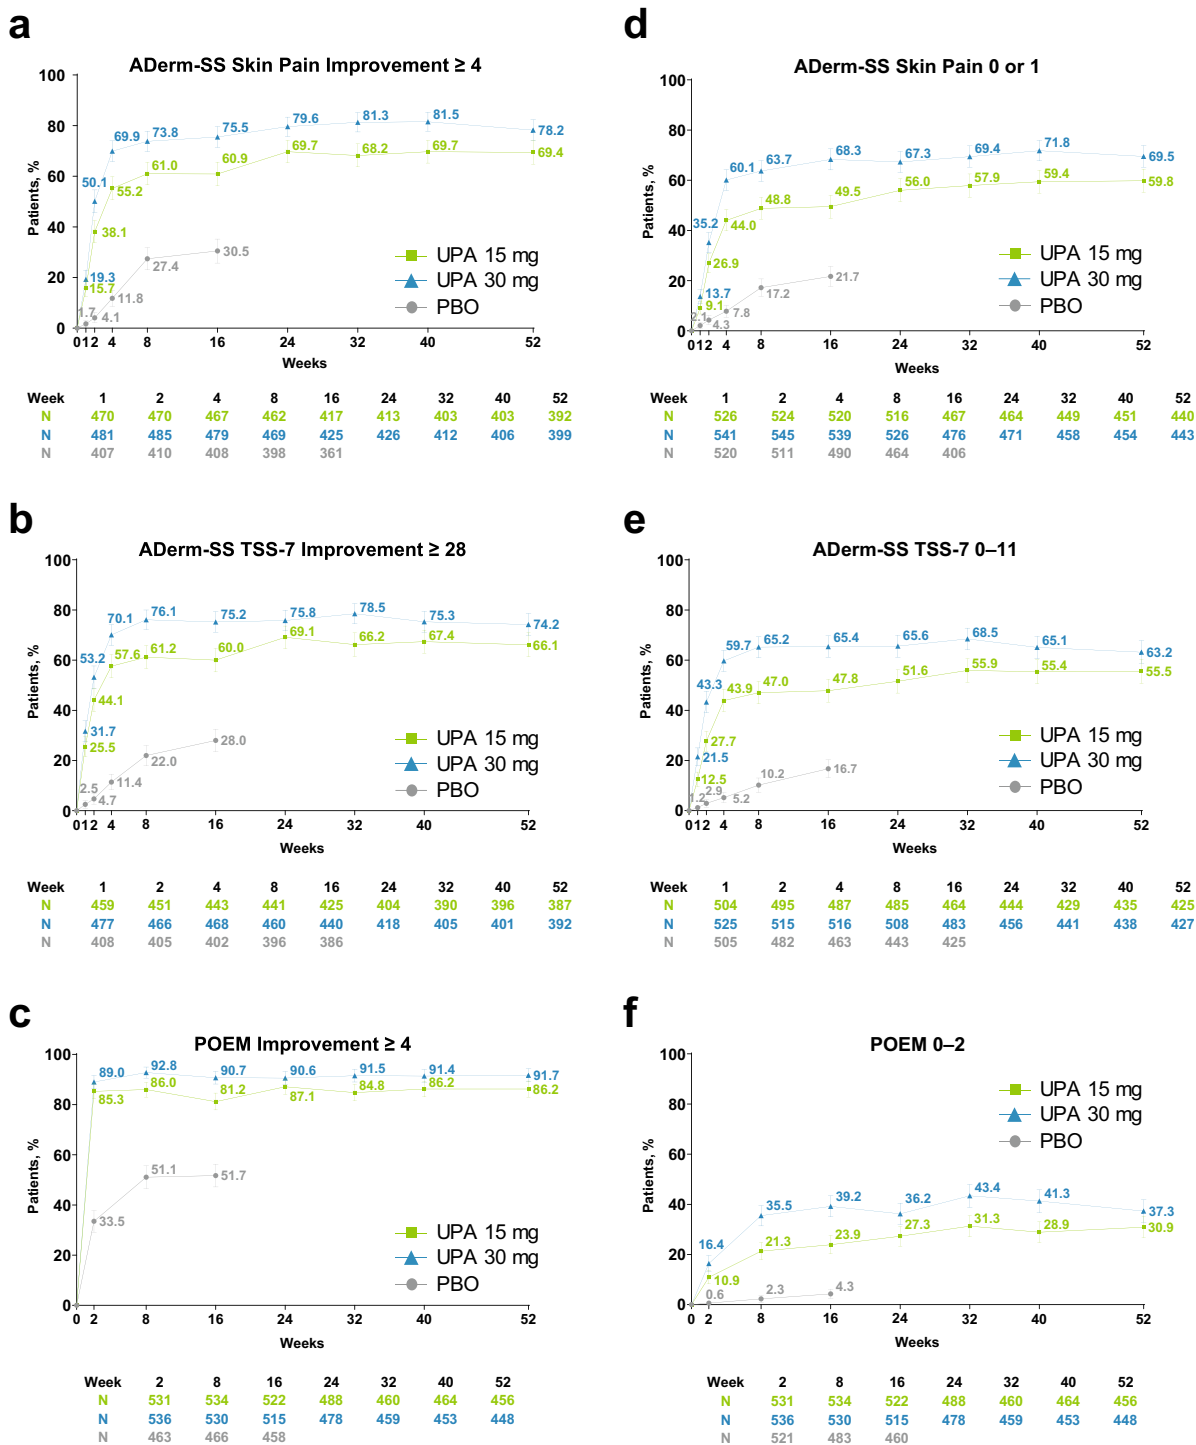 a
ADerm-SS Skin Pain Improvement ≥ 4
Patients, %
100
80
60
40
20
0
69.9 73.8 75.5 79.6 81.3 81.5 78.2
50.1
19.3
55.2 61.0 60.9 69.7 68.2 69.7 69.4
38.1
15.7
1.7 4.1 11.8 27.4 30.5
UPA 15 mg
UPA 30 mg
PBO
0 1 2 4 8 16 24 32 40 52
Weeks
Week 1 2 4 8 16 24 32 40 52
N 470 470 467 462 417 413 403 403 392
N 481 485 479 469 425 426 412 406 399
N 407 410 408 398 361
b
ADerm-SS TSS-7 Improvement ≥ 28
Patients, %
100
80
60
40
20
0
70.1 76.1 75.2 75.8 78.5 75.3 74.2
53.2
31.7
57.6 61.2 60.0 69.1 66.2 67.4 66.1
44.1
25.5
2.5 4.7 11.4 22.0 28.0
UPA 15 mg
UPA 30 mg
PBO
0 1 2 4 8 16 24 32 40 52
Weeks
Week 1 2 4 8 16 24 32 40 52
N 459 451 443 441 425 404 390 396 387
N 477 466 468 460 440 418 405 401 392
N 408 405 402 396 386
c
POEM Improvement ≥ 4
Patients, %
100
80
60
40
20
0
89.0 92.8 90.7 90.6 91.5 91.4 91.7
85.3 86.0 81.2 87.1 84.8 86.2 86.2
33.5 51.1 51.7
UPA 15 mg
UPA 30 mg
PBO
0 2 8 16 24 32 40 52
Weeks
Week 2 8 16 24 32 40 52
N 531 534 522 488 460 464 456
N 536 530 515 478 459 453 448
N 463 466 458
d
ADerm-SS Skin Pain 0 or 1
Patients, %
100
80
60
40
20
0
60.1 63.7 68.3 67.3 69.4 71.8 69.5
35.2
13.7
44.0 48.8 49.5 56.0 57.9 59.4 59.8
26.9
9.1
2.1 4.3 7.8 17.2 21.7
UPA 15 mg
UPA 30 mg
PBO
0 1 2 4 8 16 24 32 40 52
Weeks
Week 1 2 4 8 16 24 32 40 52
N 526 524 520 516 467 464 449 451 440
N 541 545 539 526 476 471 458 454 443
N 520 511 490 464 406
e
ADerm-SS TSS-7 0–11
Patients, %
100
80
60
40
20
0
59.7 65.2 65.4 65.6 68.5 65.1 63.2
43.3
21.5
43.9 47.0 47.8 51.6 55.9 55.4 55.5
27.7
12.5
1.2 2.9 5.2 10.2 16.7
UPA 15 mg
UPA 30 mg
PBO
0 1 2 4 8 16 24 32 40 52
Weeks
Week 1 2 4 8 16 24 32 40 52
N 504 495 487 485 464 444 429 435 425
N 525 515 516 508 483 456 441 438 427
N 505 482 463 443 425
f
POEM 0–2
Patients, %
100
80
60
40
20
0
UPA 15 mg
UPA 30 mg
PBO
16.4 35.5 39.2 36.2 43.4 41.3 37.3
10.9 21.3 23.9 27.3 31.3 28.9 30.9
0.6 2.3 4.3
0 2 8 16 24 32 40 52
Weeks
Week 2 8 16 24 32 40 52
N 531 534 522 488 460 464 456
N 536 530 515 478 459 453 448
N 521 483 460